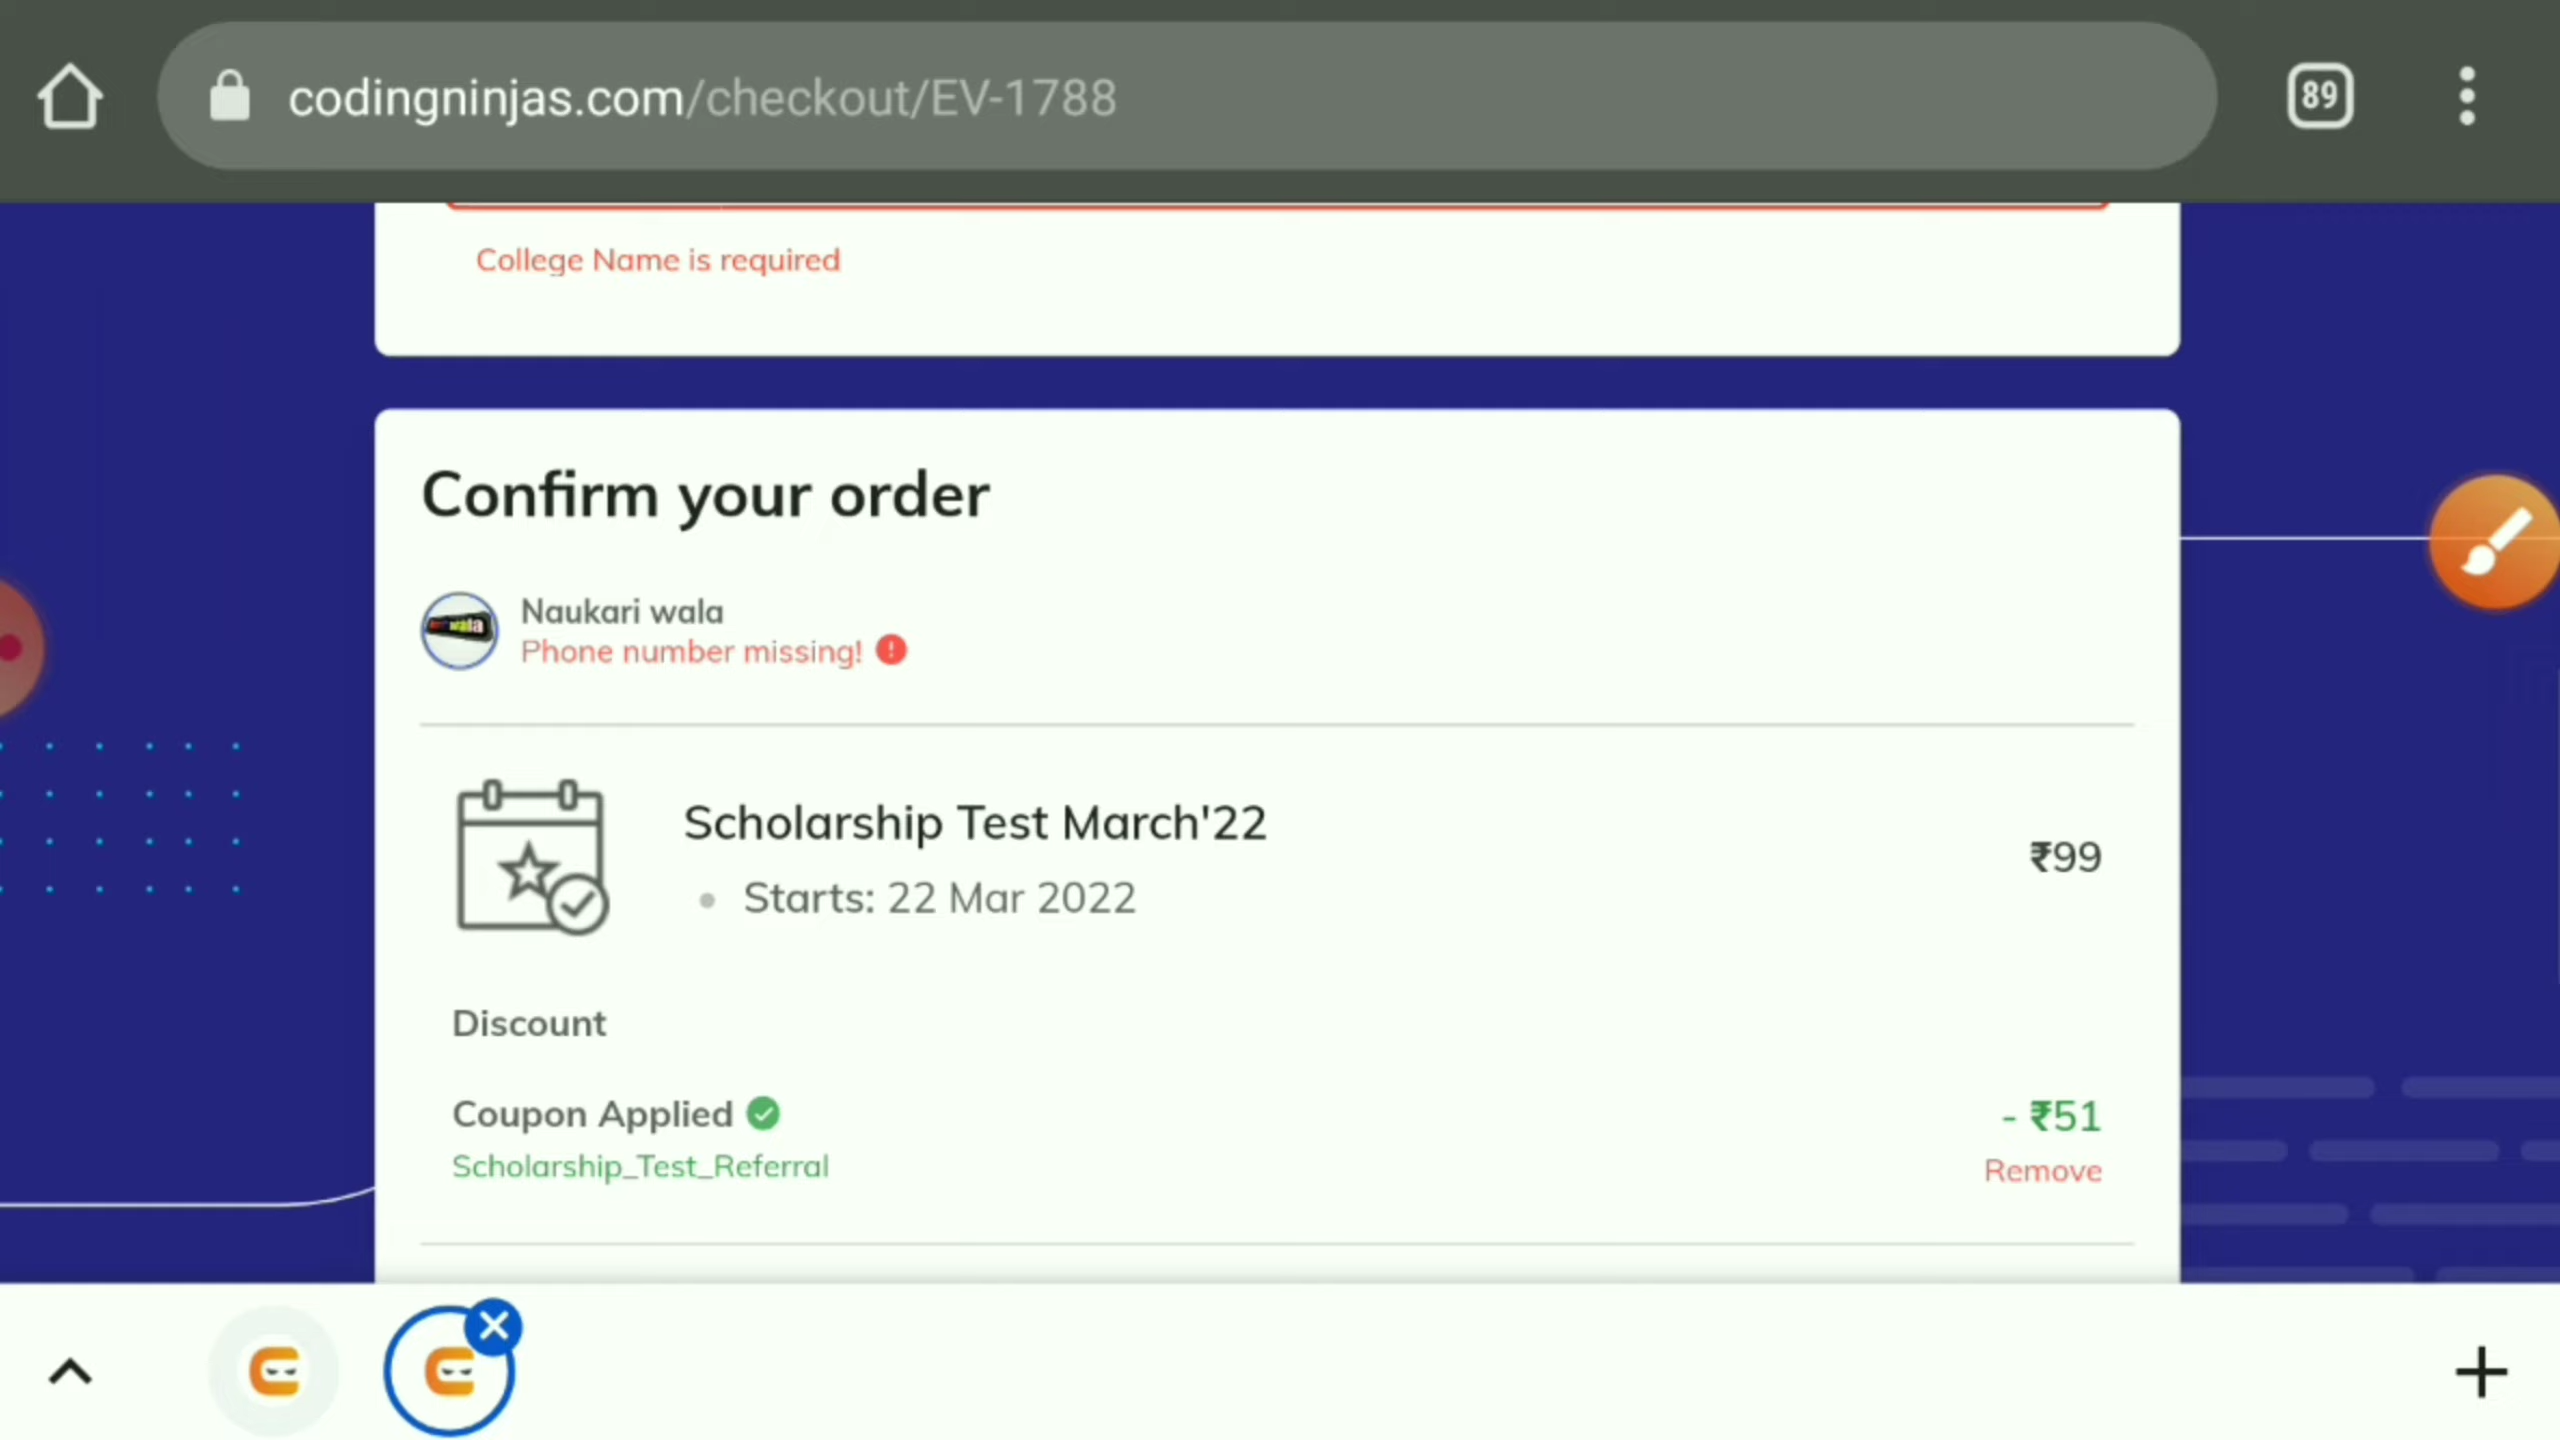 codingninjas.com/checkout/EV-1788
89
College Name is required
Confirm your order
Naukari wala
Phone number missing!
Scholarship Test March'22
₹99
Starts: 22 Mar 2022
Discount
Coupon Applied
- ₹51
Scholarship_Test_Referral
Remove